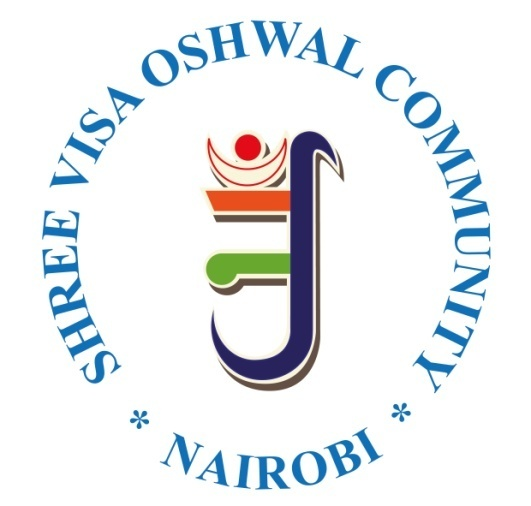 SHREE VISA OSHWAL COMMUNITY
* NAIROBI *